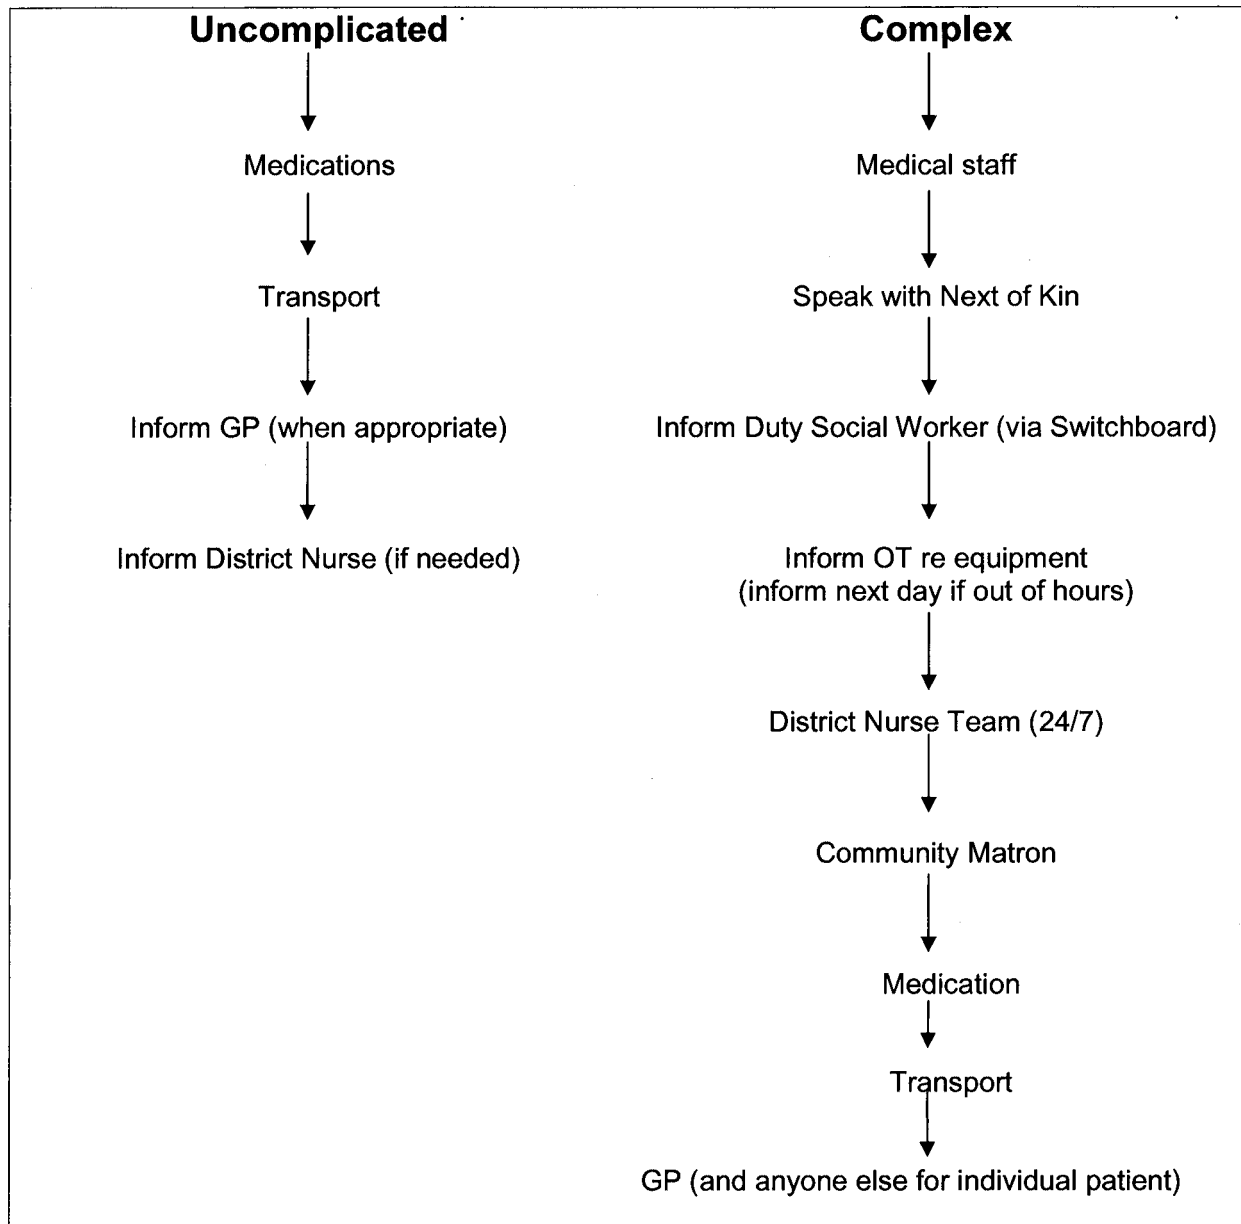 Uncomplicated
Medications
Transport
Inform GP (when appropriate)
Inform District Nurse (if needed)
Complex
Medical staff
Speak with Next of Kin
Inform Duty Social Worker (via Switchboard)
Inform OT re equipment
(inform next day if out of hours)
District Nurse Team (24/7)
Community Matron
Medication
Transport
GP (and anyone else for individual patient)